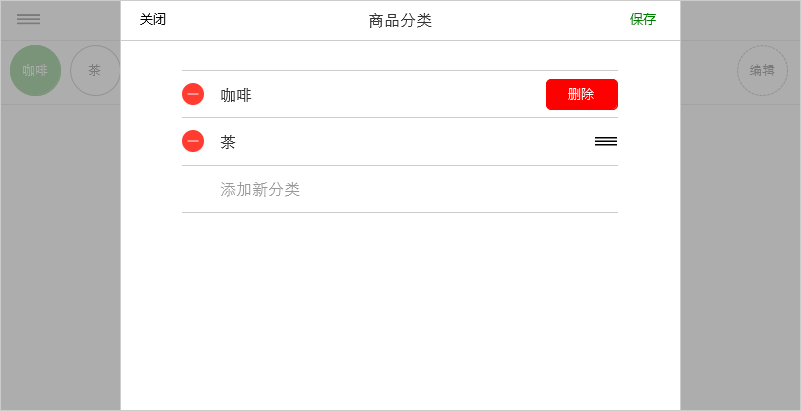 关闭 商品分类 保存
咖啡 茶 编辑
咖啡 删除
茶
添加新分类